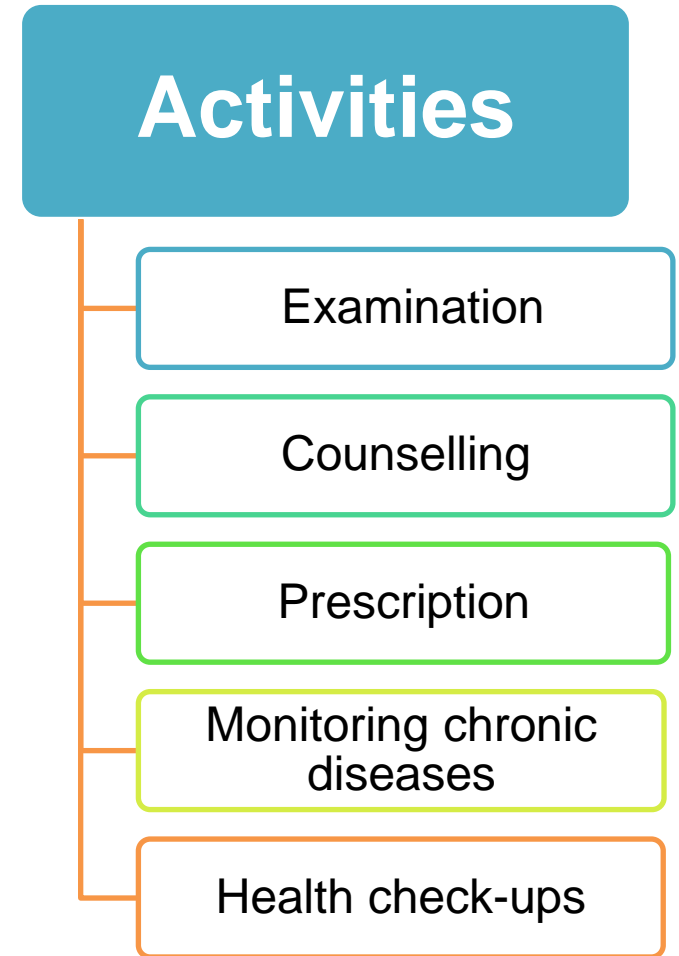 Activities
Examination
Counselling
Prescription
Monitoring chronic
diseases
Health check-ups